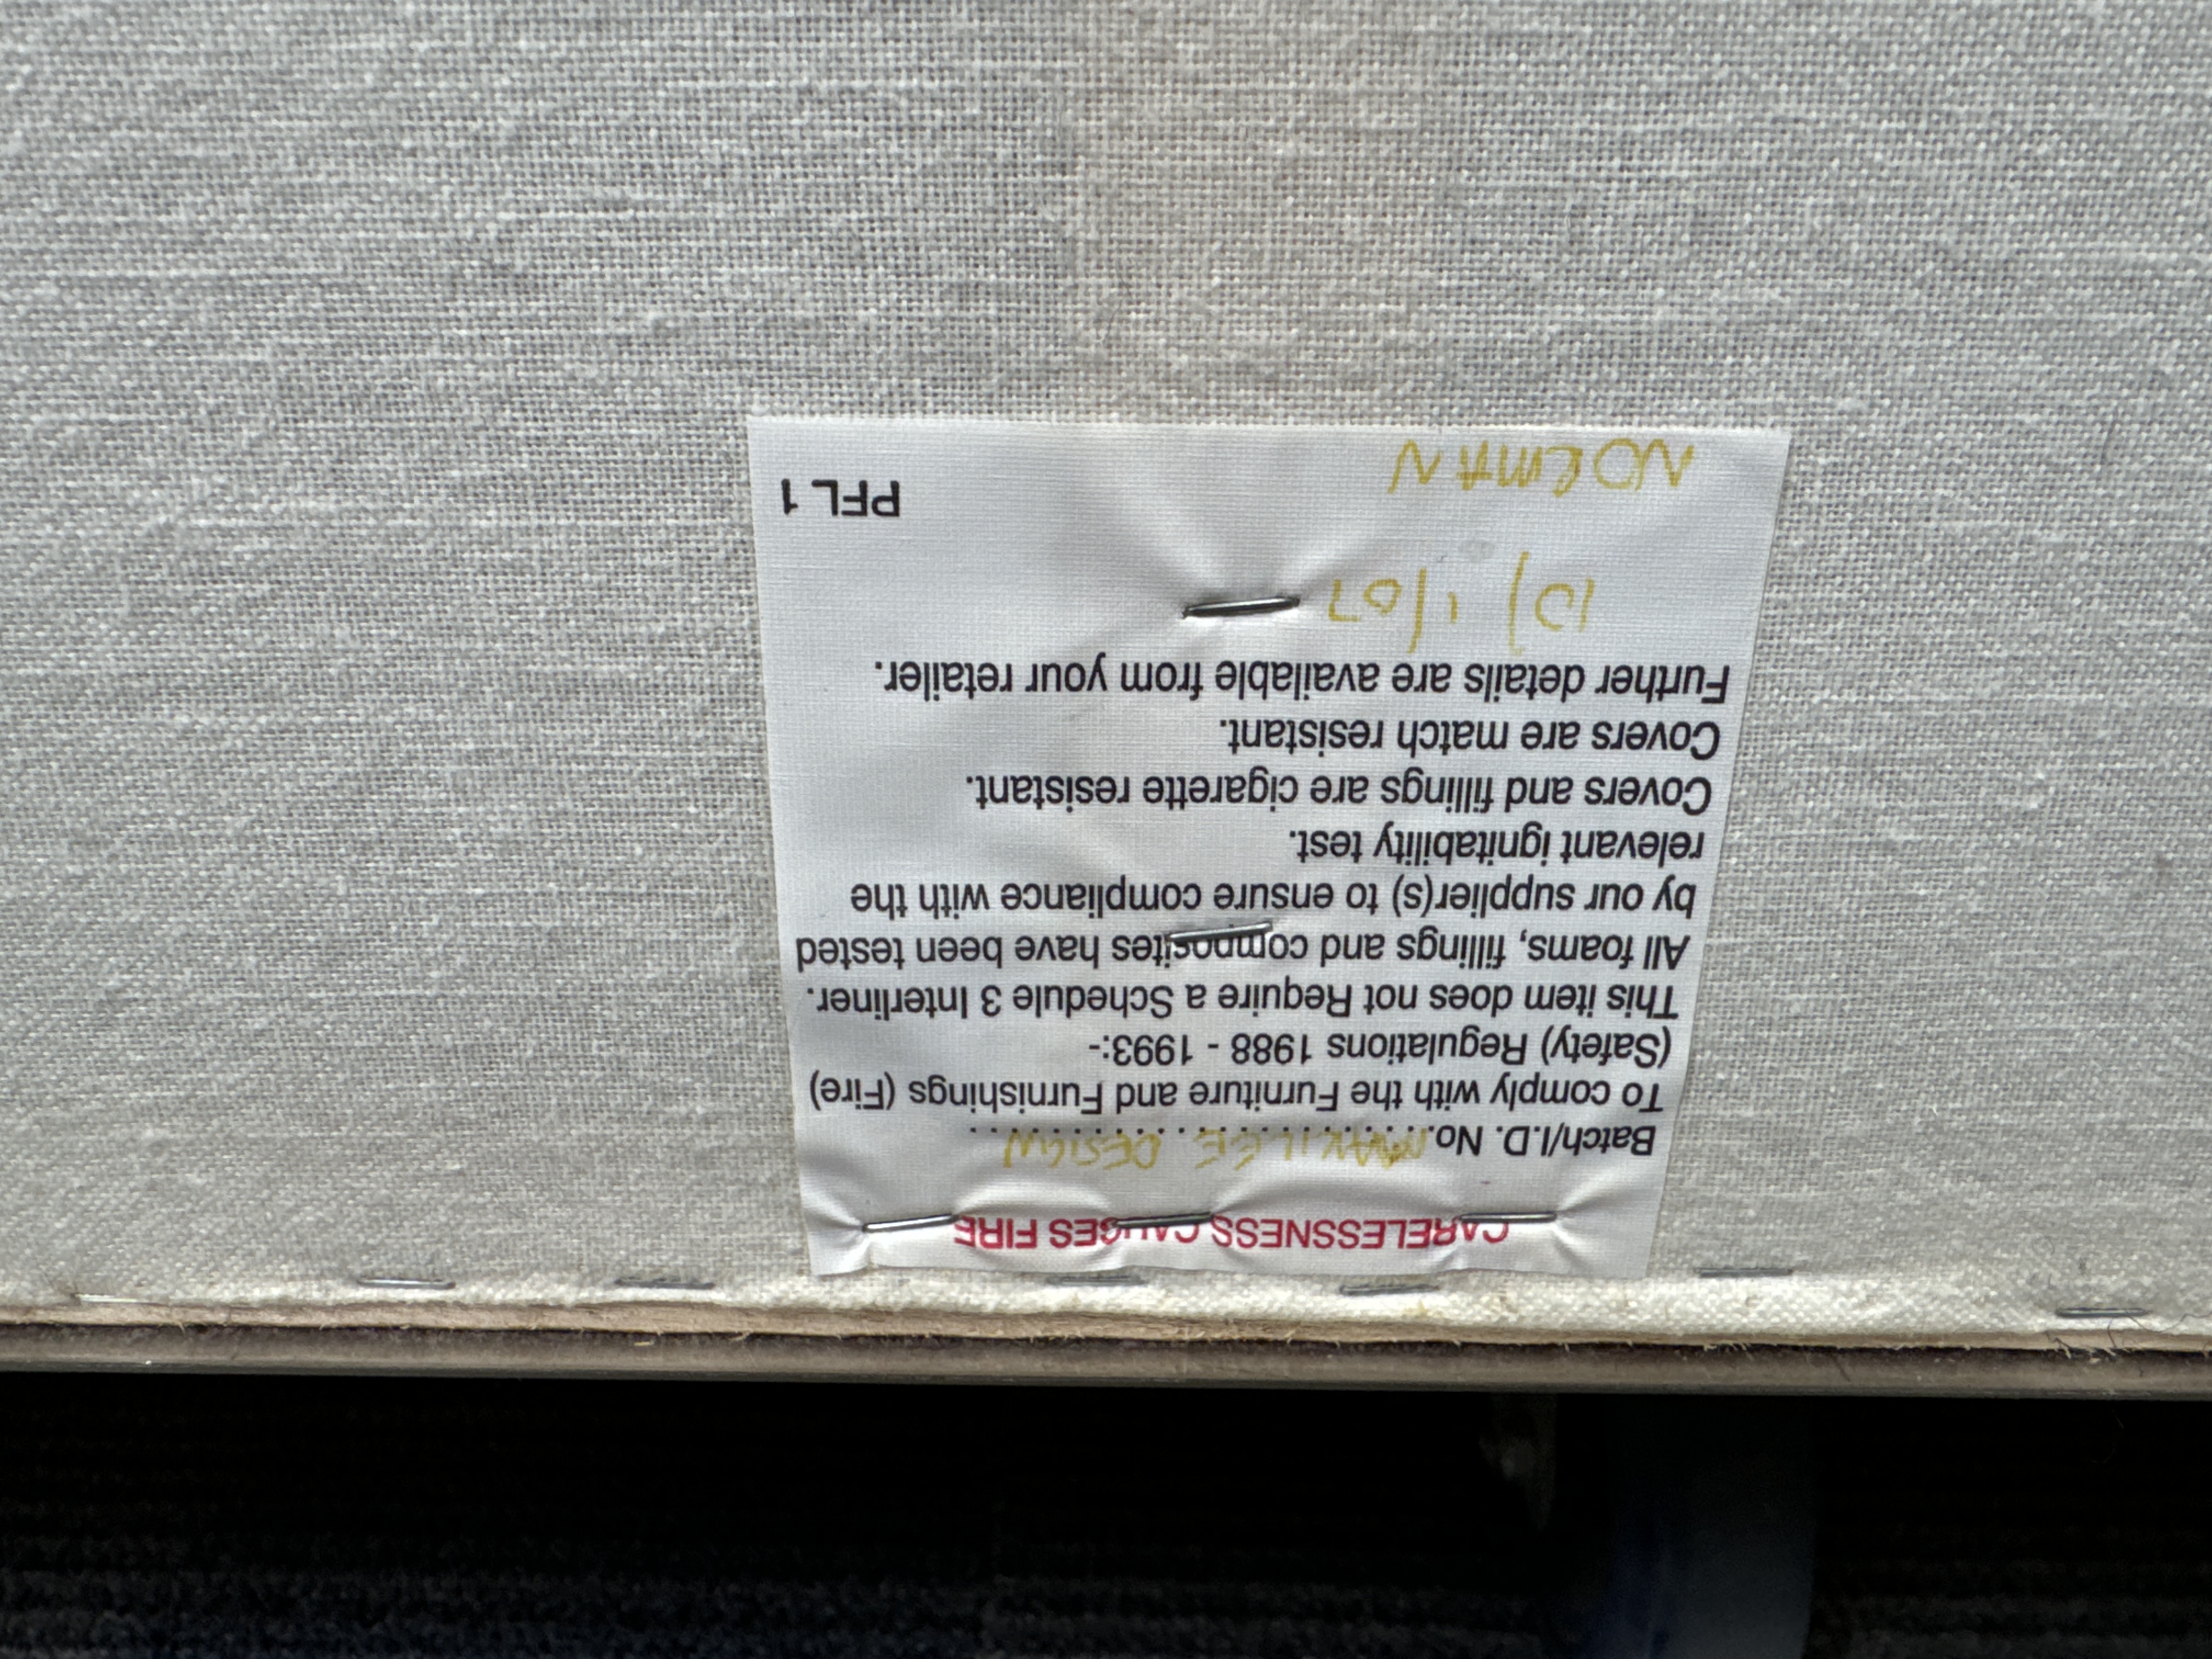 CARELESSNESS CAUSES FIRE
Batch/I.D. No. MARILEE DESIGN
To comply with the Furniture and Furnishings (Fire)
(Safety) Regulations 1988 - 1993:-
This item does not Require a Schedule 3 Interliner.
All foams, fillings and composites have been tested
by our supplier(s) to ensure compliance with the
relevant ignitability test.
Covers and fillings are cigarette resistant.
Covers are match resistant.
Further details are available from your retailer.
/07
PFL 1
NORMAN